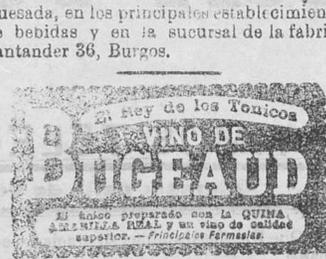 uesada, en los principales establecimien
bebidas y en la sucursal de la fabri
antander 36, Burgos.
El Rey de los Tonicos
VINO DE
BUGEAUD
El único preparado con la QUINA
AMARILLA REAL y un vino de calidad
superior. — Principales Farmacias.